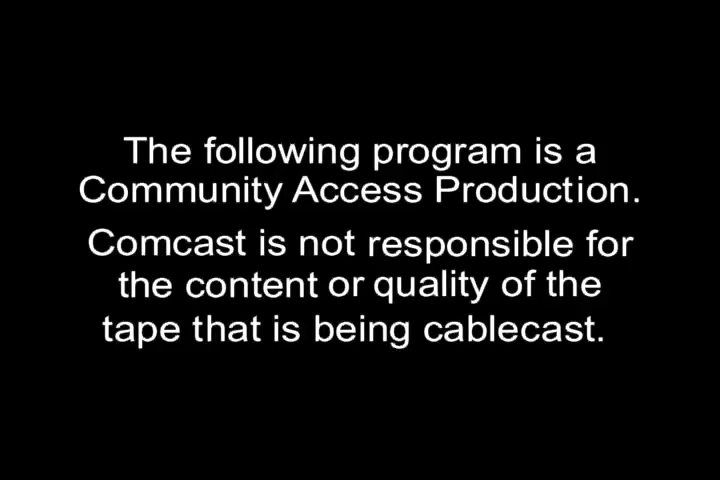 The following program is a
Community Access Production.
Comcast is not responsible for
the content or quality of the
tape that is being cablecast.